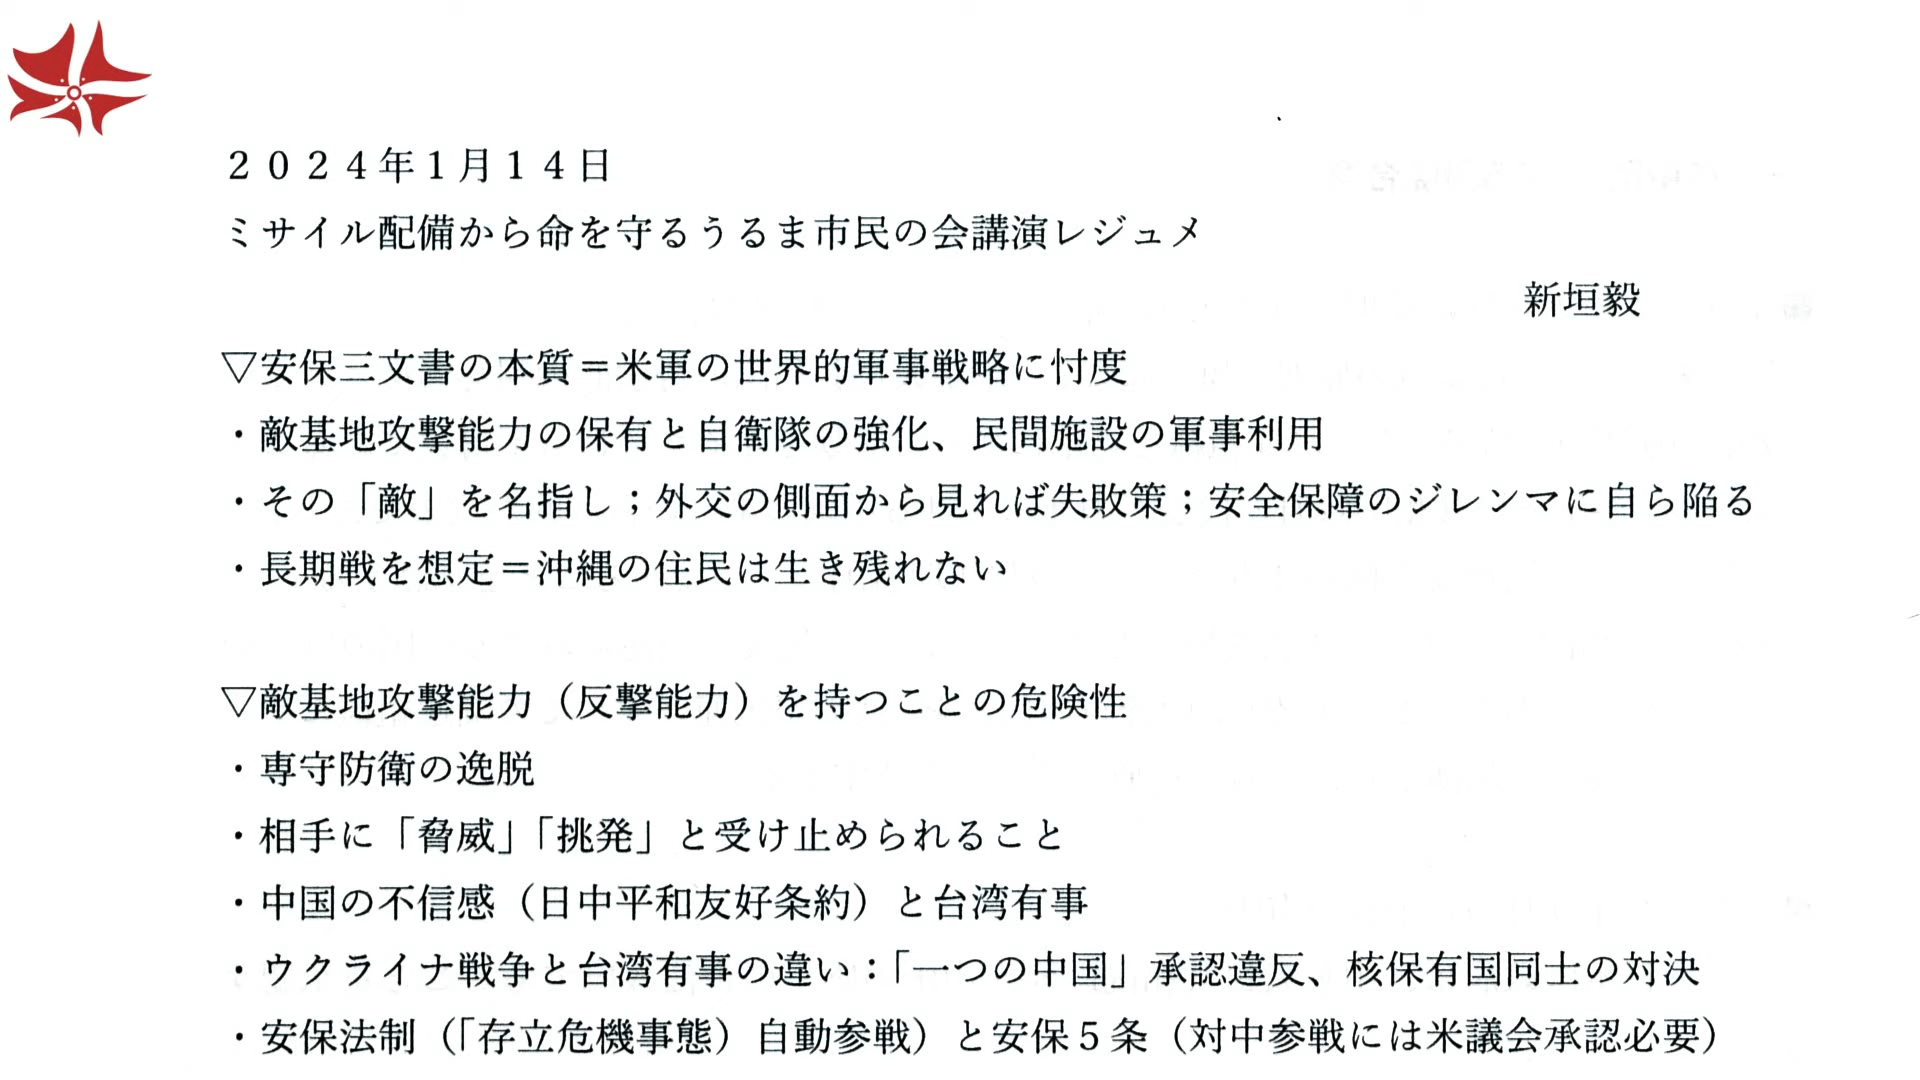 ２０２４年１月１４日
ミサイル配備から命を守るうるま市民の会講演レジュメ
新垣毅
▽安保三文書の本質＝米軍の世界的軍事戦略に忖度
・敵基地攻撃能力の保有と自衛隊の強化、民間施設の軍事利用
・その「敵」を名指し；外交の側面から見れば失敗策；安全保障のジレンマに自ら陥る
・長期戦を想定＝沖縄の住民は生き残れない
▽敵基地攻撃能力（反撃能力）を持つことの危険性
・専守防衛の逸脱
・相手に「脅威」「挑発」と受け止められること
・中国の不信感（日中平和友好条約）と台湾有事
・ウクライナ戦争と台湾有事の違い：「一つの中国」承認違反、核保有国同士の対決
・安保法制（「存立危機事態）自動参戦）と安保５条（対中参戦には米議会承認必要）